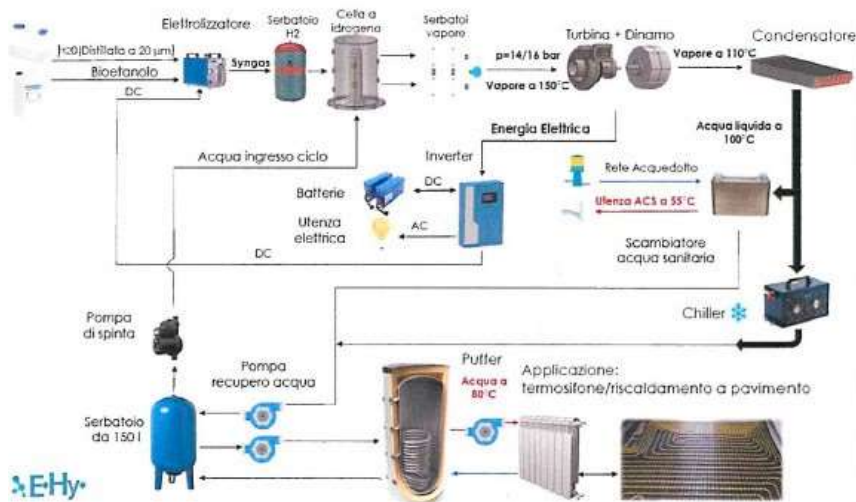 Elettrolizzatore
Serbatoio
H2
Cella a
idrogeno
Serbatoi
vapore
Turbina + Dinamo
Condensatore
H20(Distillata a 20 µm)
Bioetanolo
Syngas
DC
p=14/16 bar
Vapore a 150°C
Vapore a 110°C
Acqua liquida a
100°C
Energia Elettrica
Acqua ingresso ciclo
Inverter
Batterie
DC
Utenza
elettrica
AC
DC
Rete Acquedotto
Utenza ACS a 55°C
Scambiatore
acqua sanitaria
Chiller
Pompa
di spinta
Pompa
recupero acqua
Puffer
Acqua a
80°C
Applicazione:
termosifone/riscaldamento a pavimento
Serbatoio
da 150 l
E·Hy·